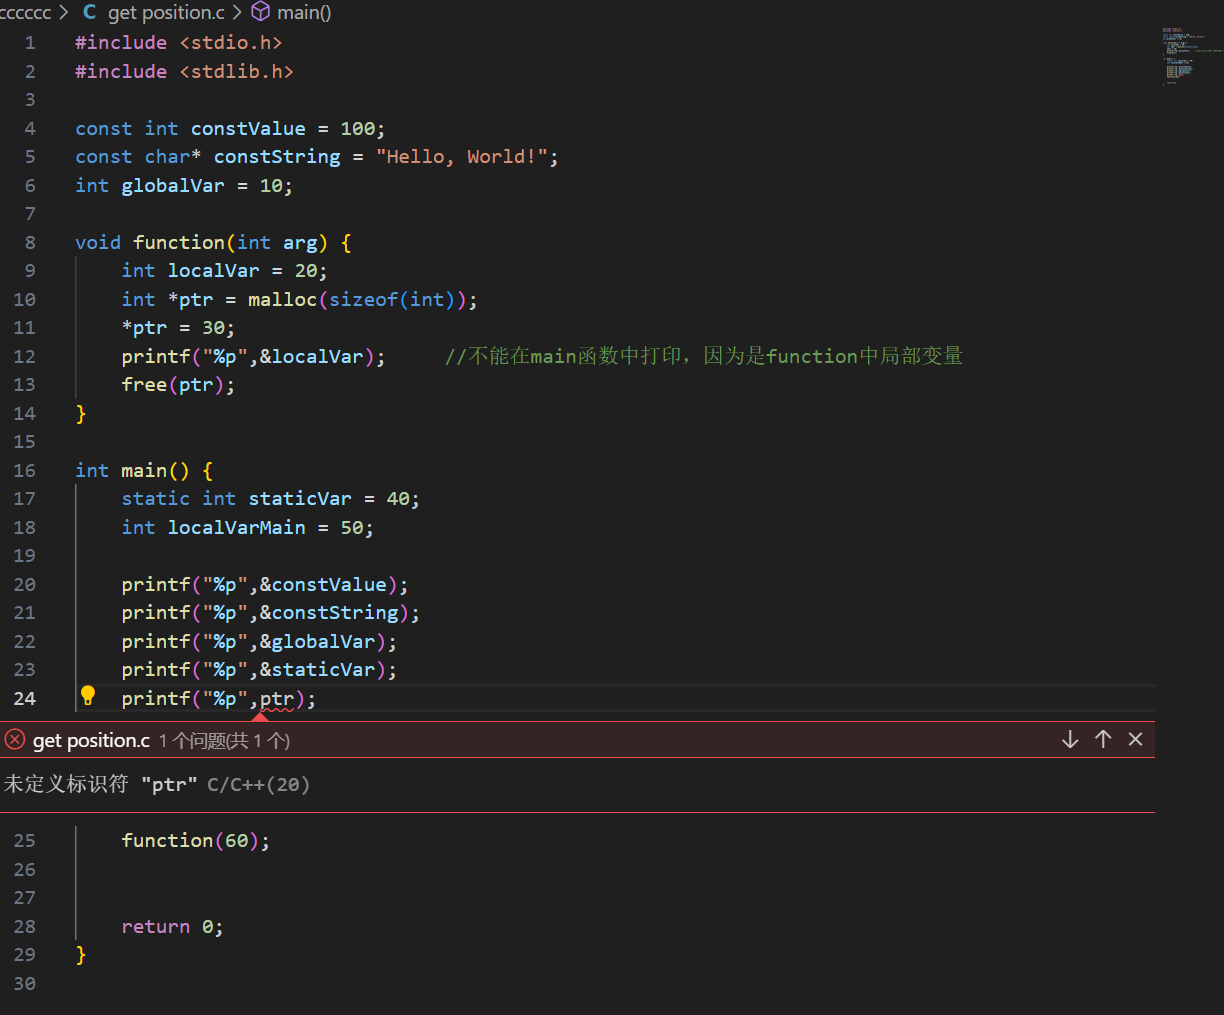 cccccc > C get position.c > main()
1 #include <stdio.h>
2 #include <stdlib.h>
3
4 const int constValue = 100;
5 const char* constString = "Hello, World!";
6 int globalVar = 10;
7
8 void function(int arg) {
9 int localVar = 20;
10 int *ptr = malloc(sizeof(int));
11 *ptr = 30;
12 printf("%p",&localVar); //不能在main函数中打印，因为是function中局部变量
13 free(ptr);
14 }
15
16 int main() {
17 static int staticVar = 40;
18 int localVarMain = 50;
19
20 printf("%p",&constValue);
21 printf("%p",&constString);
22 printf("%p",&globalVar);
23 printf("%p",&staticVar);
24 printf("%p",ptr);
get position.c 1 个问题(共 1 个)
未定义标识符 "ptr" C/C++(20)
25 function(60);
26
27
28 return 0;
29 }
30